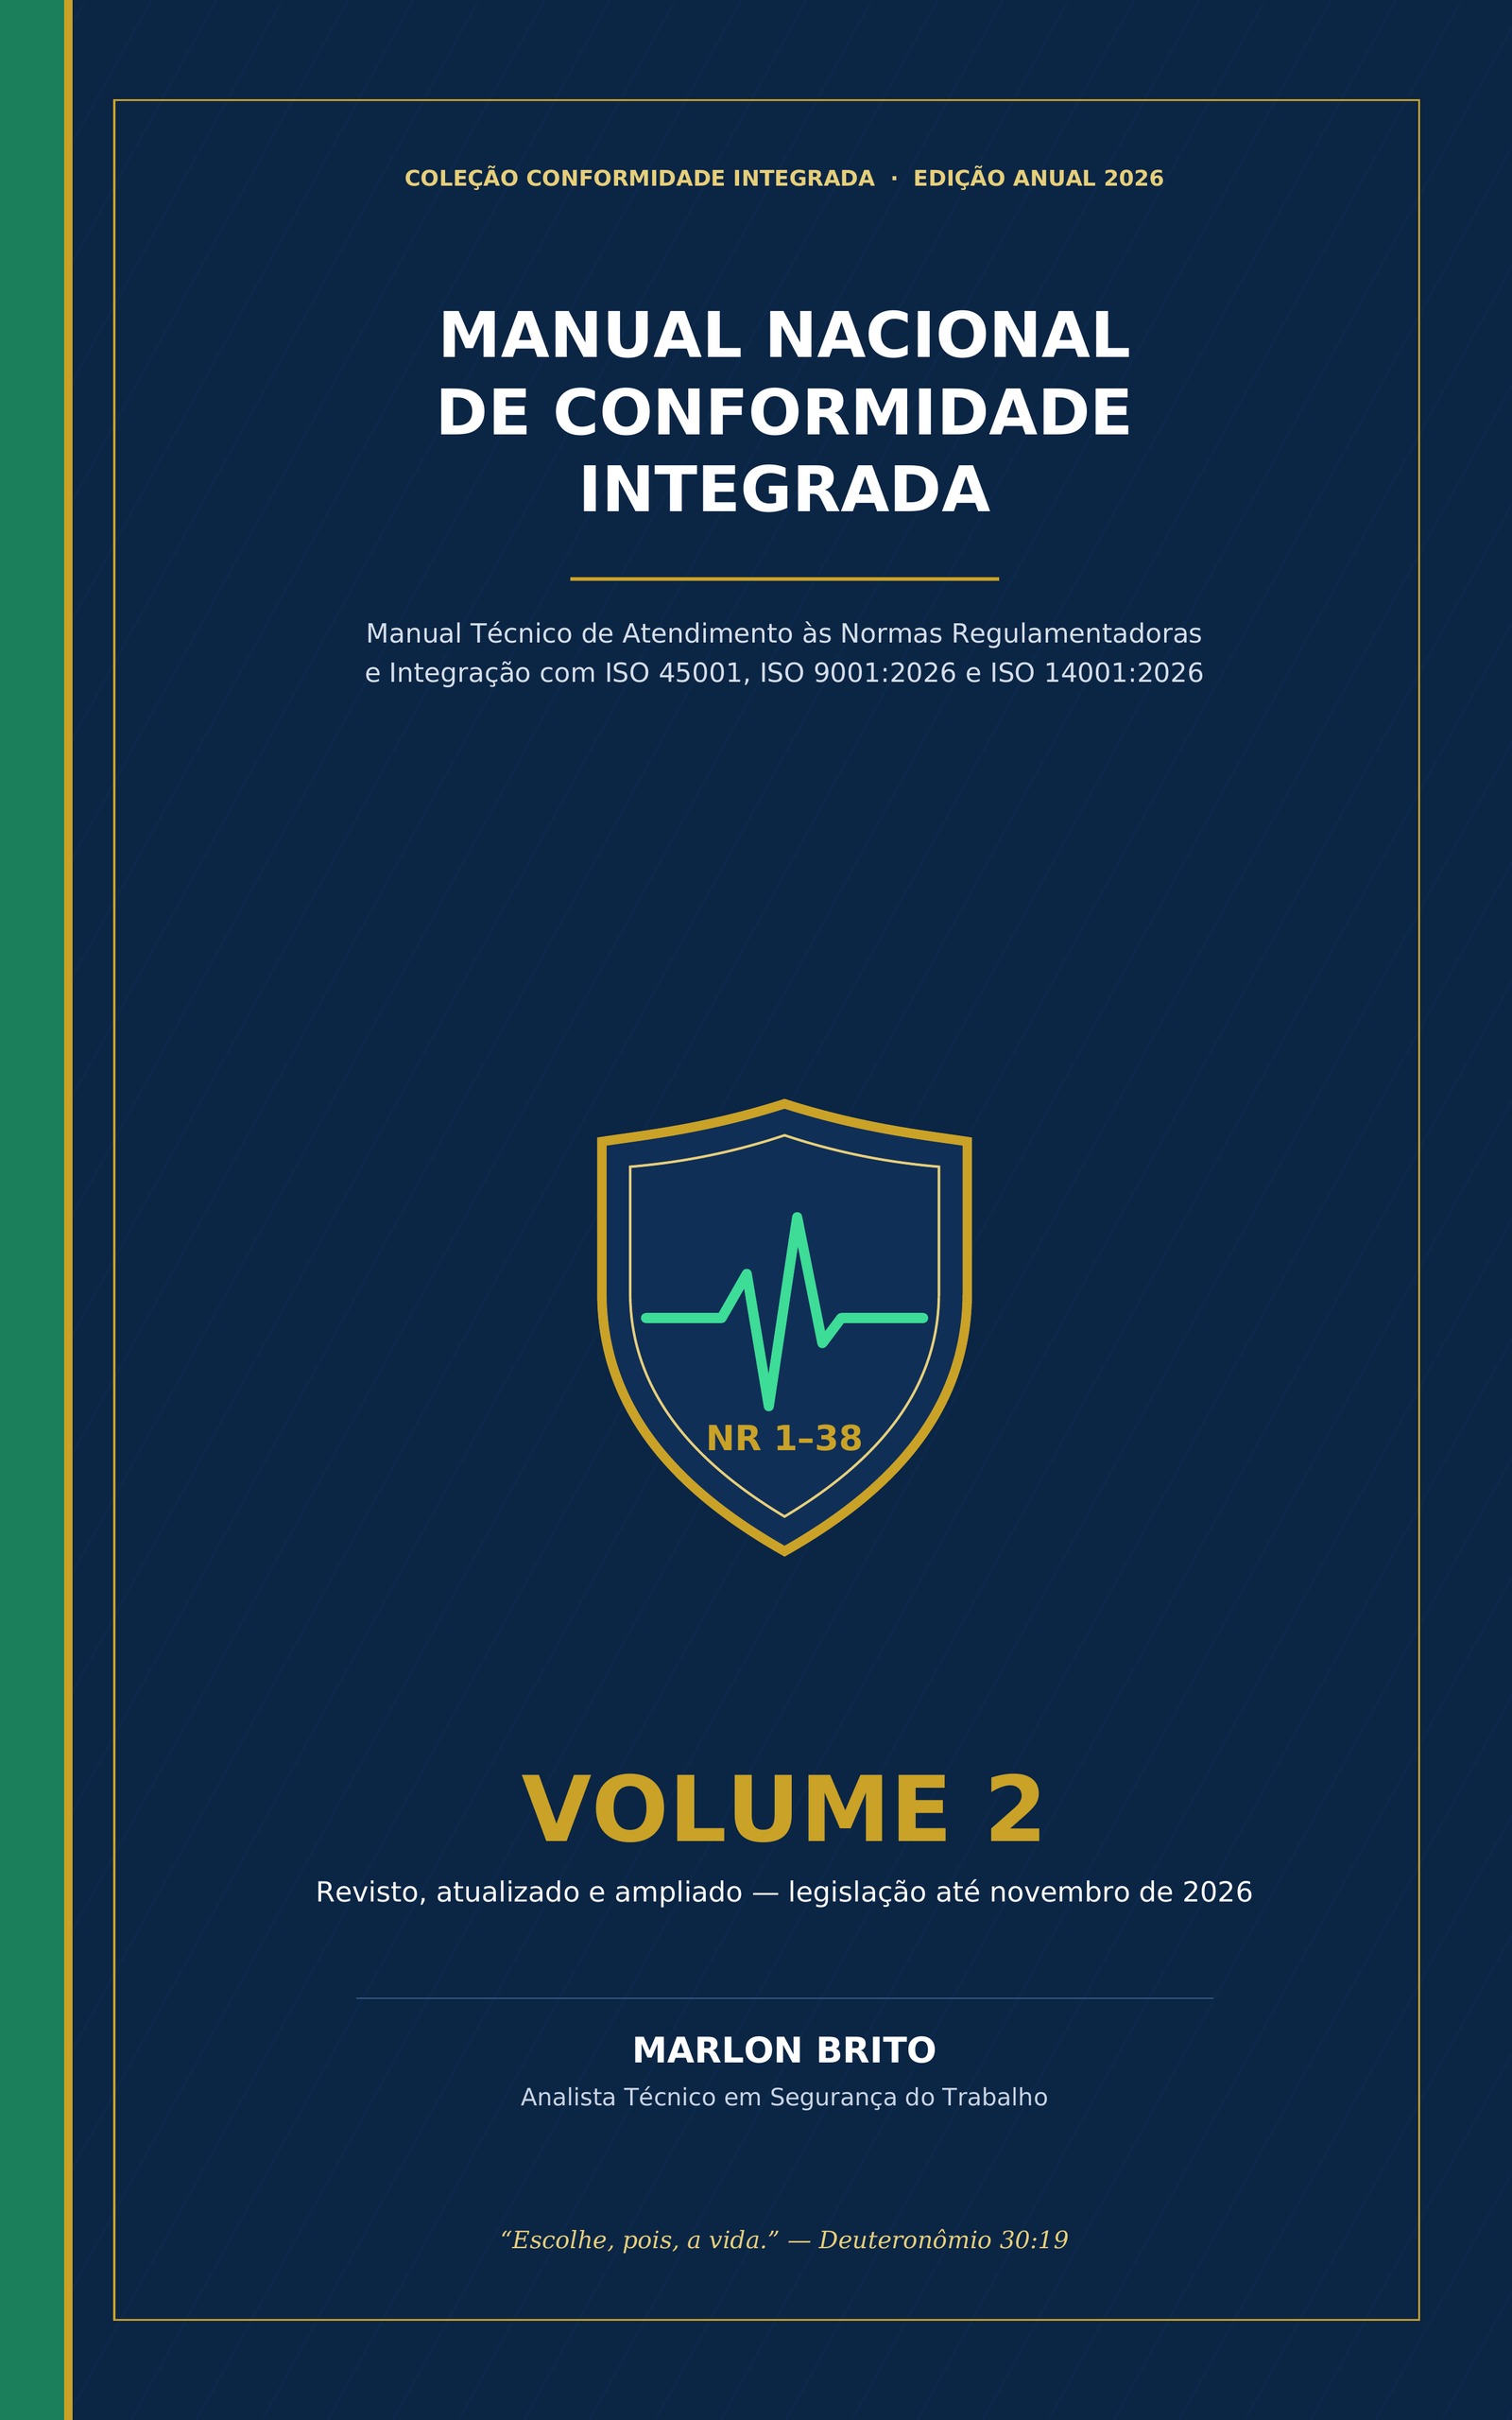 COLEÇÃO CONFORMIDADE INTEGRADA · EDIÇÃO ANUAL 2026
MANUAL NACIONAL
DE CONFORMIDADE
INTEGRADA
Manual Técnico de Atendimento às Normas Regulamentadoras
e Integração com ISO 45001, ISO 9001:2026 e ISO 14001:2026
NR 1–38
VOLUME 2
Revisto, atualizado e ampliado — legislação até novembro de 2026
MARLON BRITO
Analista Técnico em Segurança do Trabalho
“Escolhe, pois, a vida.” — Deuteronômio 30:19